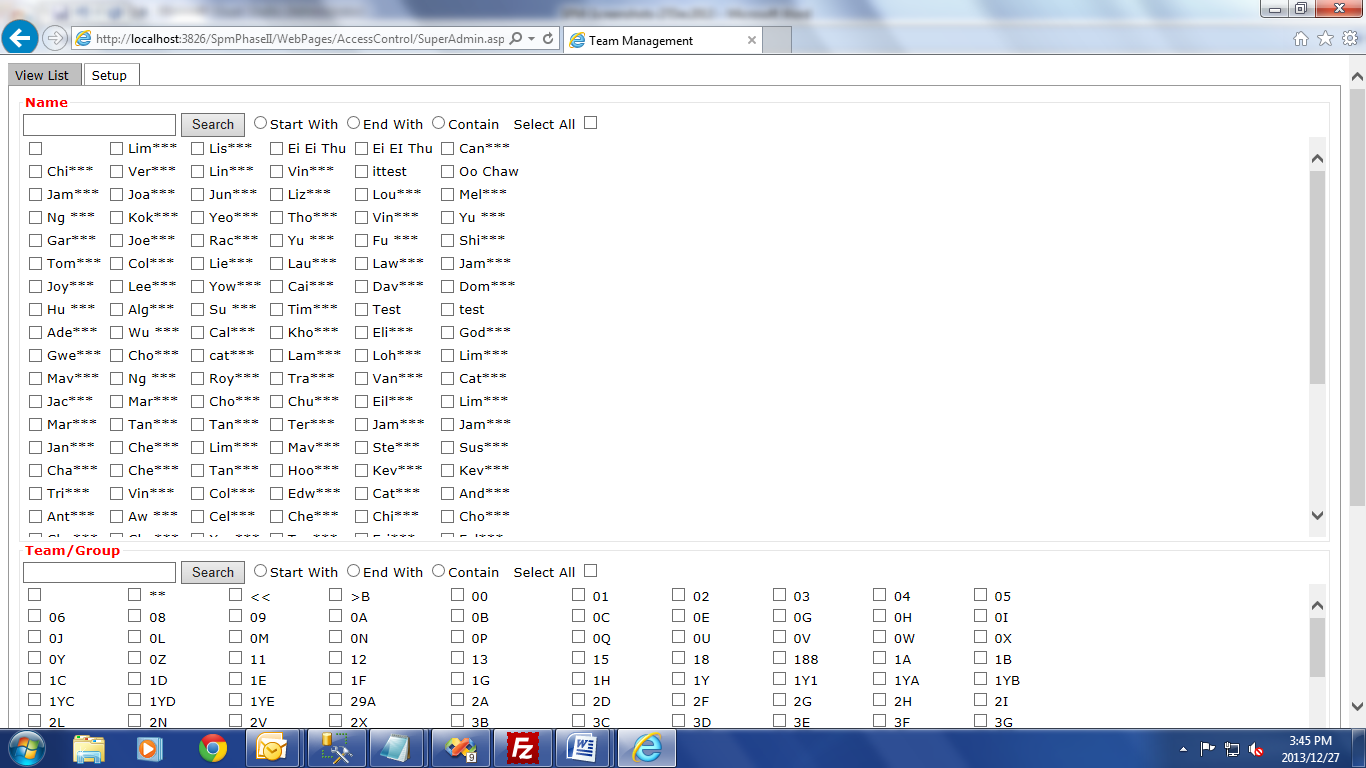 http://localhost:3826/SpmPhaseII/WebPages/AccessControl/SuperAdmin.asp
Team Management
View List Setup
Name
Search Start With End With Contain Select All
Lim*** Lis*** Ei Ei Thu Ei EI Thu Can***
Chi*** Ver*** Lin*** Vin*** ittest Oo Chaw
Jam*** Joa*** Jun*** Liz*** Lou*** Mel***
Ng *** Kok*** Yeo*** Tho*** Vin*** Yu ***
Gar*** Joe*** Rac*** Yu *** Fu *** Shi***
Tom*** Col*** Lie*** Lau*** Law*** Jam***
Joy*** Lee*** Yow*** Cai*** Dav*** Dom***
Hu *** Alg*** Su *** Tim*** Test test
Ade*** Wu *** Cal*** Kho*** Eli*** God***
Gwe*** Cho*** cat*** Lam*** Loh*** Lim***
Mav*** Ng *** Roy*** Tra*** Van*** Cat***
Jac*** Mar*** Cho*** Chu*** Eil*** Lim***
Mar*** Tan*** Tan*** Ter*** Jam*** Jam***
Jan*** Che*** Lim*** Mav*** Ste*** Sus***
Cha*** Che*** Tan*** Hoo*** Kev*** Kev***
Tri*** Vin*** Col*** Edw*** Cat*** And***
Ant*** Aw *** Cel*** Che*** Chi*** Cho***
Team/Group
Search Start With End With Contain Select All
** << >B 00 01 02 03 04 05
06 08 09 0A 0B 0C 0E 0G 0H 0I
0J 0L 0M 0N 0P 0Q 0U 0V 0W 0X
0Y 0Z 11 12 13 15 18 188 1A 1B
1C 1D 1E 1F 1G 1H 1Y 1Y1 1YA 1YB
1YC 1YD 1YE 29A 2A 2D 2F 2G 2H 2I
2L 2N 2V 2X 3B 3C 3D 3E 3F 3G
9
3:45 PM
2013/12/27